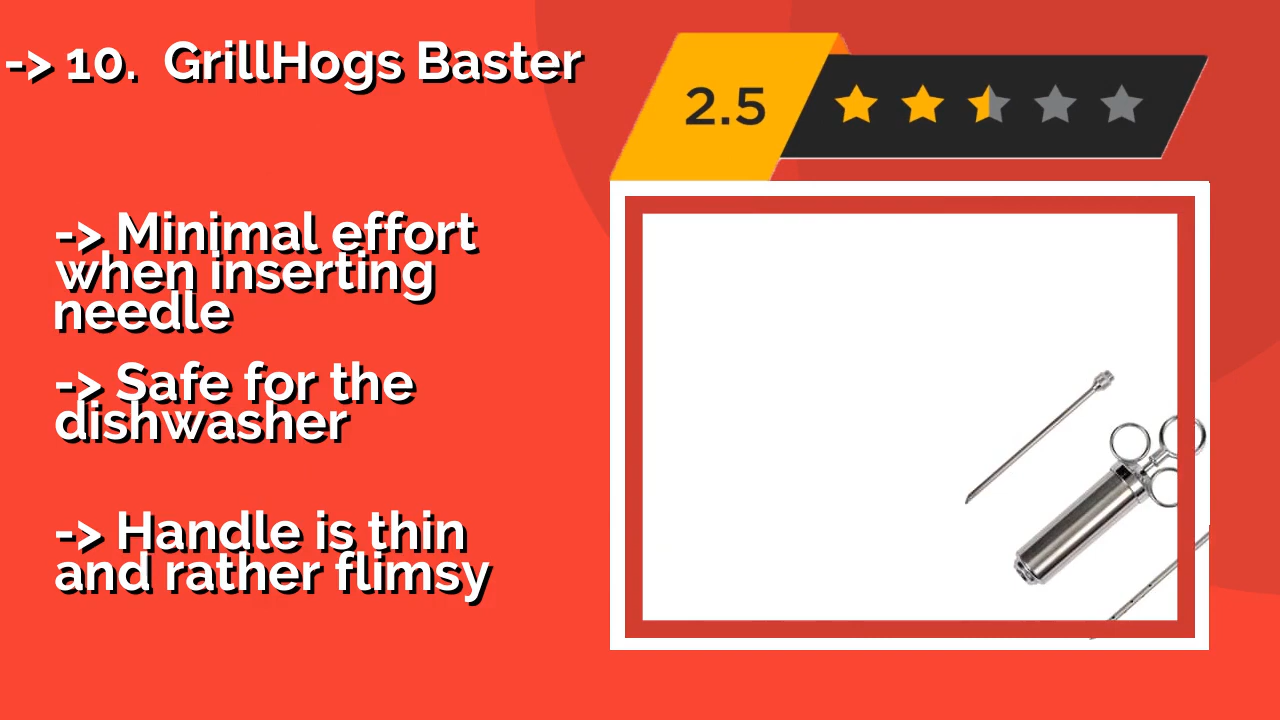 -> 10. GrillHogs Baster
2.5
-> Minimal effort
when inserting
needle
-> Safe for the
dishwasher
-> Handle is thin
and rather flimsy